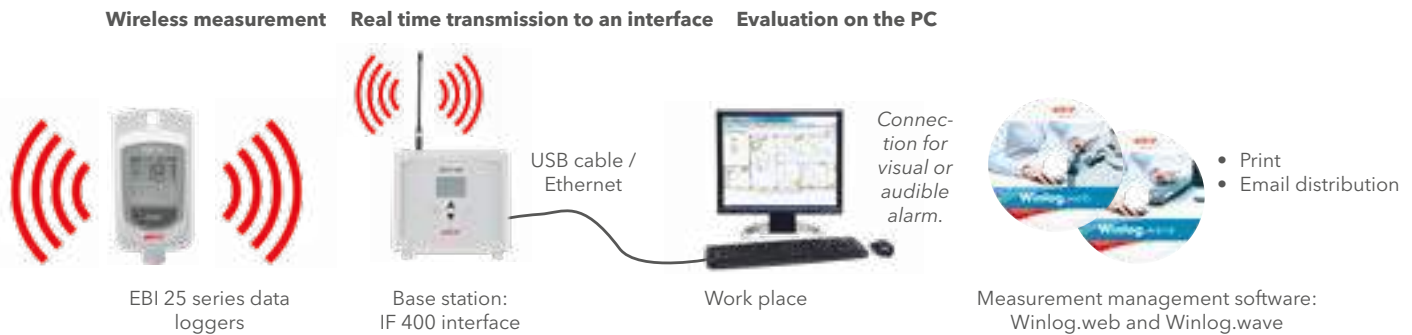 Wireless measurement
Real time transmission to an interface
Evaluation on the PC
USB cable /
Ethernet
Connec-
tion for
visual or
audible
alarm.
Winlog.web
Winlog.wave
• Print
• Email distribution
EBI 25 series data
loggers
Base station:
IF 400 interface
Work place
Measurement management software:
Winlog.web and Winlog.wave